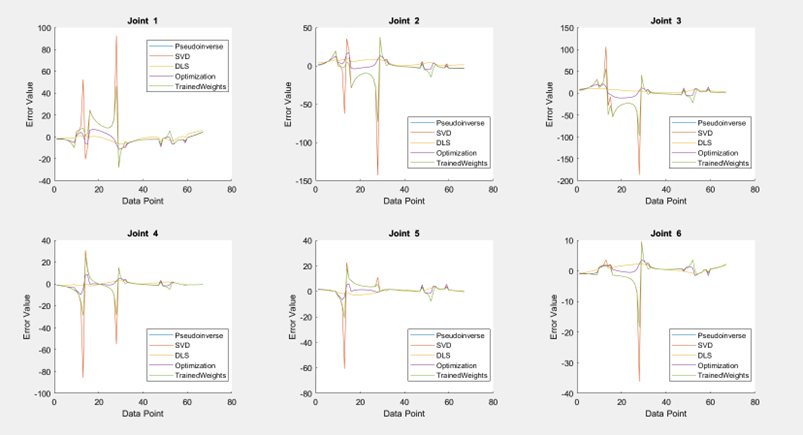 Joint 1
Error Value
100
80
60
40
20
0
-20
-40
0 20 40 60 80
Data Point
Pseudoinverse
SVD
DLS
Optimization
TrainedWeights
Joint 2
Error Value
50
0
-50
-100
-150
0 20 40 60 80
Data Point
Pseudoinverse
SVD
DLS
Optimization
TrainedWeights
Joint 3
Error Value
150
100
50
0
-50
-100
-150
-200
0 20 40 60 80
Data Point
Pseudoinverse
SVD
DLS
Optimization
TrainedWeights
Joint 4
Error Value
40
20
0
-20
-40
-60
-80
-100
0 20 40 60 80
Data Point
Pseudoinverse
SVD
DLS
Optimization
TrainedWeights
Joint 5
Error Value
40
20
0
-20
-40
-60
-80
0 20 40 60 80
Data Point
Pseudoinverse
SVD
DLS
Optimization
TrainedWeights
Joint 6
Error Value
10
0
-10
-20
-30
-40
0 20 40 60 80
Data Point
Pseudoinverse
SVD
DLS
Optimization
TrainedWeights